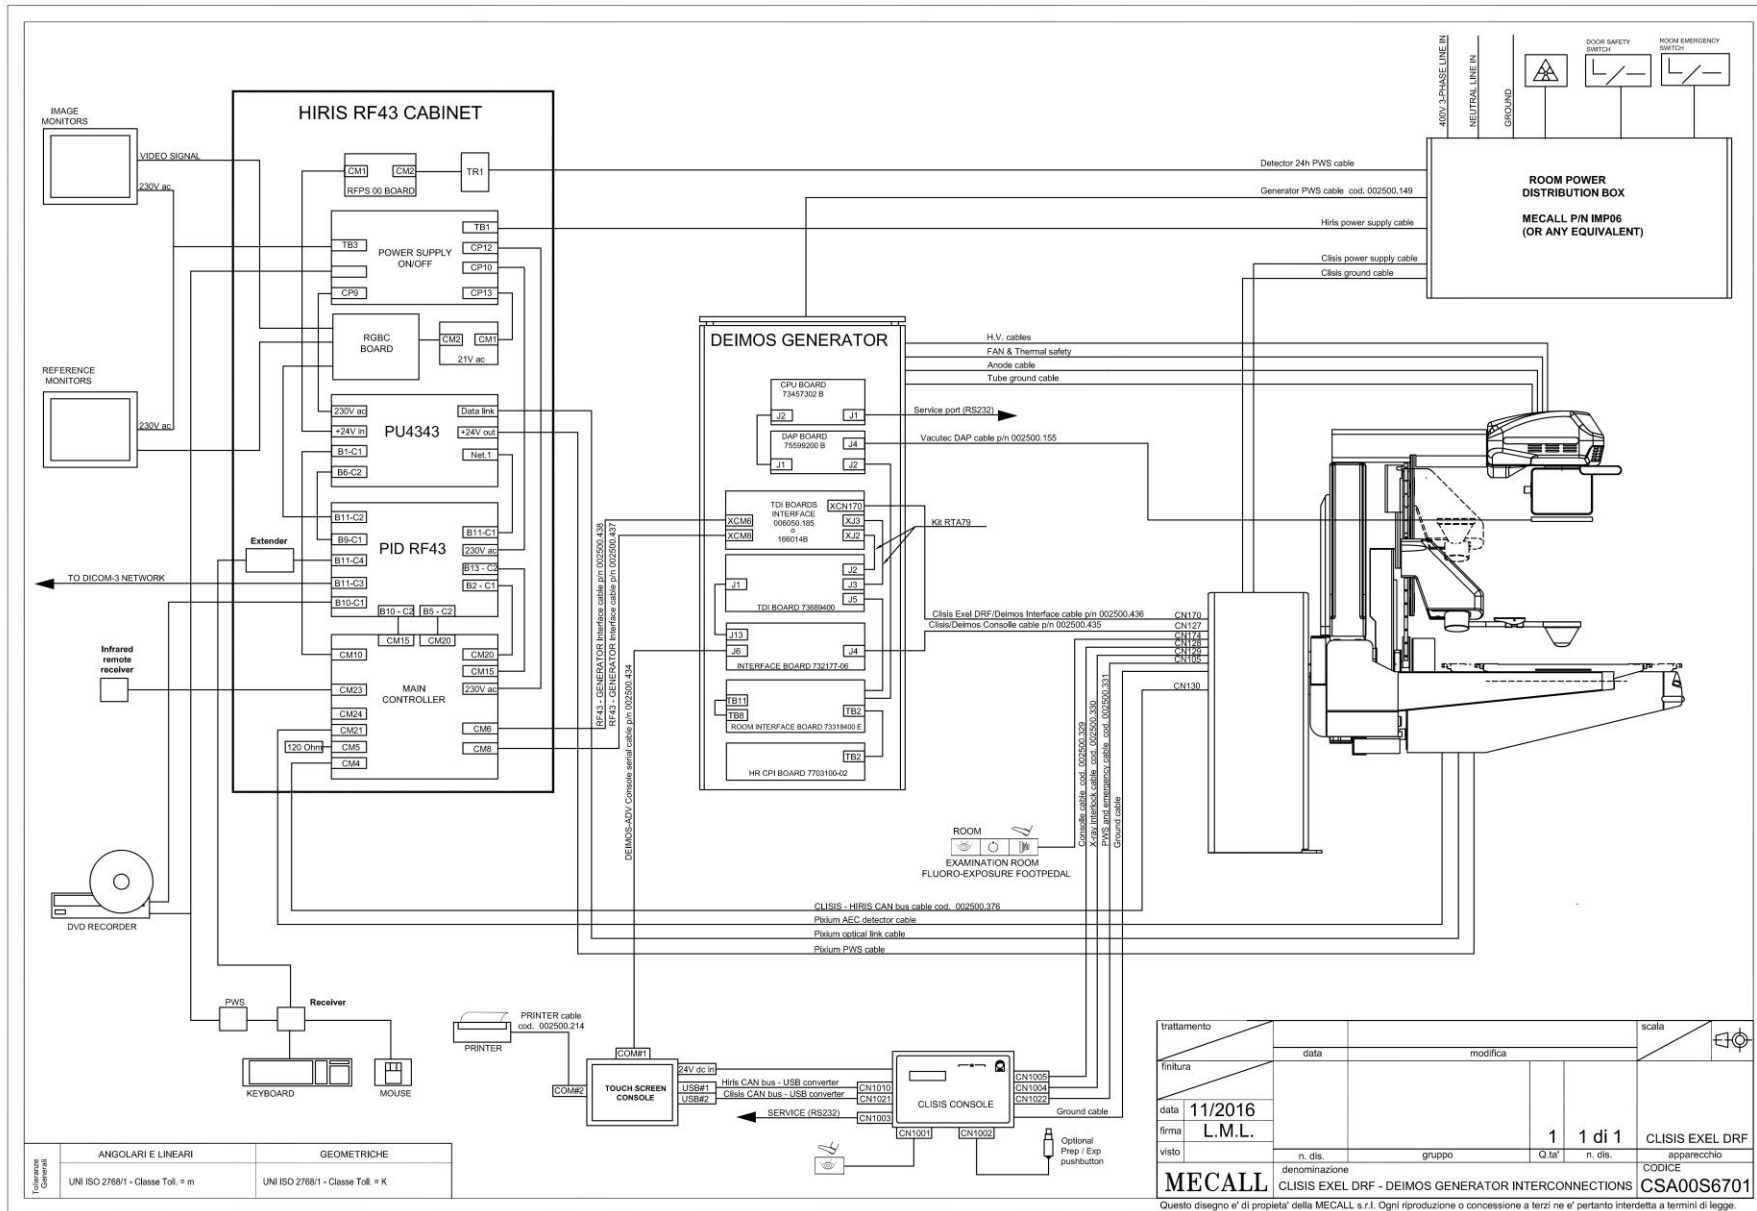 HIRIS RF43 CABINET
IMAGE
MONITORS
VIDEO SIGNAL
230V ac
CM1
CM2
RFPS 00 BOARD
TR1
TB1
TB3
CP12
POWER SUPPLY
ON/OFF
CP10
CP9
CP13
RGBC
BOARD
CM2
CM1
21V ac
REFERENCE
MONITORS
230V ac
230V ac
Data link
+24V in
PU4343
+24V out
B1-C1
Net.1
B6-C2
B11-C2
B11-C1
B9-C1
PID RF43
230V ac
Extender
B11-C4
B13 - C2
TO DICOM-3 NETWORK
B11-C3
B2 - C1
B10-C1
B10 - C2
B5 - C2
CM15
CM20
Infrared
remote
receiver
CM10
CM20
CM15
MAIN
CONTROLLER
CM23
230V ac
CM24
CM21
CM6
120 Ohm
CM5
CM8
CM4
DVD RECORDER
PWS
Receiver
KEYBOARD
MOUSE
400V 3-PHASE LINE IN
NEUTRAL LINE IN
GROUND
DOOR SAFETY
SWITCH
ROOM EMERGENCY
SWITCH
Detector 24h PWS cable
Generator PWS cable cod. 002500.149
Hiris power supply cable
Clisis power supply cable
Clisis ground cable
ROOM POWER
DISTRIBUTION BOX
MECALL P/N IMP06
(OR ANY EQUIVALENT)
DEIMOS GENERATOR
H.V. cables
FAN & Thermal safety
Anode cable
Tube ground cable
CPU BOARD
73457302 B
J2
J1
Service port (RS232)
DAP BOARD
75599200 B
J4
Vacutec DAP cable p/n 002500.155
J1
J2
TDI BOARDS
INTERFACE
006050.185
o
166014B
XCN170
XCM6
XJ3
XCM8
XJ2
Kit RTA79
J2
J1
J3
J5
TDI BOARD 73689400
J13
J6
J4
INTERFACE BOARD 732177-06
TB11
TB8
TB2
ROOM INTERFACE BOARD 73318400 E
TB2
HR CPI BOARD 7703100-02
RF43 - GENERATOR Interface cable p/n 002500.438
RF43 - GENERATOR Interface cable p/n 002500.437
DEIMOS-ADV Console serial cable p/n 002500.434
Clisis Exel DRF/Deimos Interface cable p/n 002500.436
Clisis/Deimos Consolle cable p/n 002500.435
CN170
CN127
CN174
CN128
CN129
CN105
CN130
Consolle cable cod. 002500.329
X-ray interlock cable cod. 002500.330
PWS and emergency cable cod. 002500.331
Ground cable
ROOM
EXAMINATION ROOM
FLUORO-EXPOSURE FOOTPEDAL
CLISIS - HIRIS CAN bus cable cod. 002500.376
Pixium AEC detector cable
Pixium optical link cable
Pixium PWS cable
PRINTER cable
cod. 002500.214
PRINTER
COM#1
COM#2
TOUCH SCREEN
CONSOLE
24V dc in
USB#1
USB#2
Hiris CAN bus - USB converter
Clisis CAN bus - USB converter
SERVICE (RS232)
CN1010
CN1021
CN1003
CLISIS CONSOLE
CN1005
CN1004
CN1022
Ground cable
CN1001
CN1002
Optional
Prep / Exp
pushbutton
Tolleranze
Generali
ANGOLARI E LINEARI
GEOMETRICHE
UNI ISO 2768/1 - Classe Toll. = m
UNI ISO 2768/1 - Classe Toll. = K
trattamento
data
modifica
scala
finitura
data 11/2016
firma L.M.L.
visto
n. dis.
gruppo
1
Q.ta'
1 di 1
n. dis.
CLISIS EXEL DRF
apparecchio
MECALL
denominazione
CLISIS EXEL DRF - DEIMOS GENERATOR INTERCONNECTIONS
CODICE
CSA00S6701
Questo disegno e' di propieta' della MECALL s.r.l. Ogni riproduzione o concessione a terzi ne e' pertanto interdetta a termini di legge.